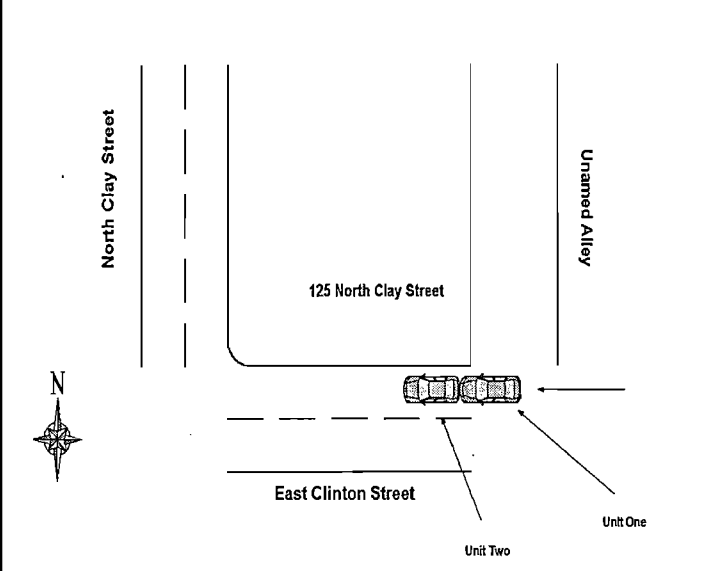 North Clay Street
Unamed Alley
125 North Clay Street
N
East Clinton Street
Unit One
Unit Two